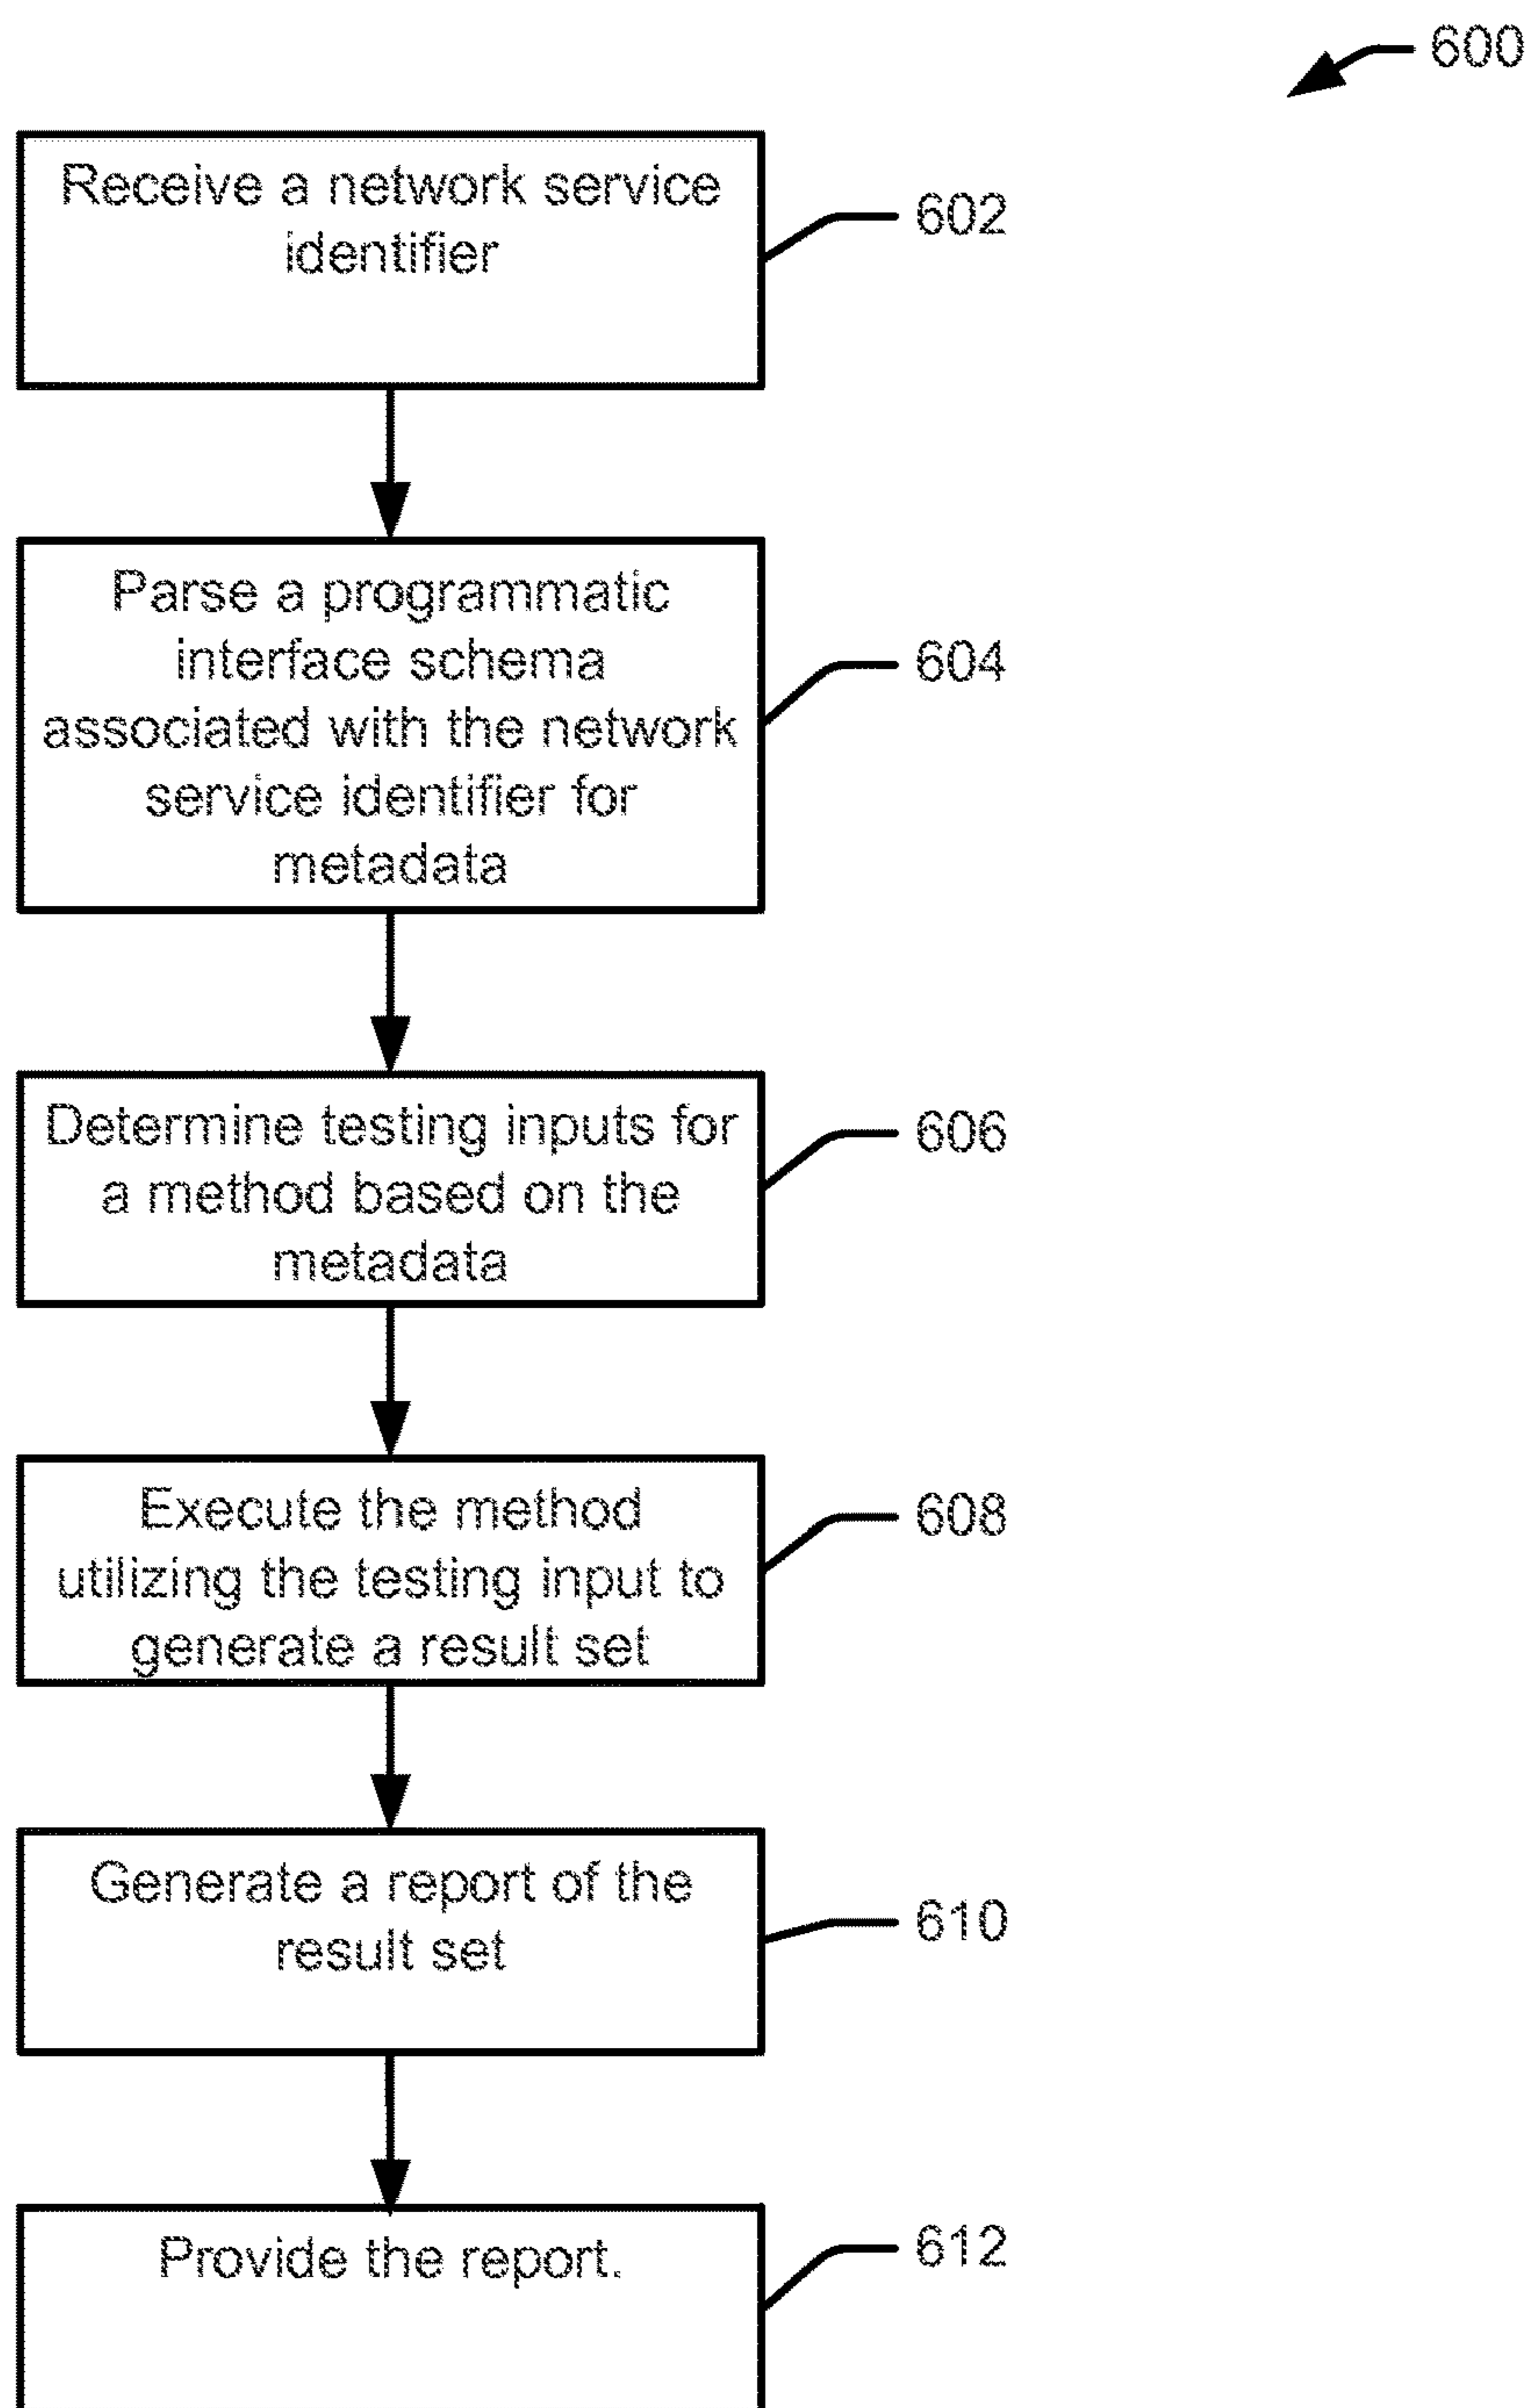 600
Receive a network service
identifier
602
Parse a programmatic
interface schema
associated with the network
service identifier for
metadata
604
Determine testing inputs for
a method based on the
metadata
606
Execute the method
utilizing the testing input to
generate a result set
608
Generate a report of the
result set
610
Provide the report.
612